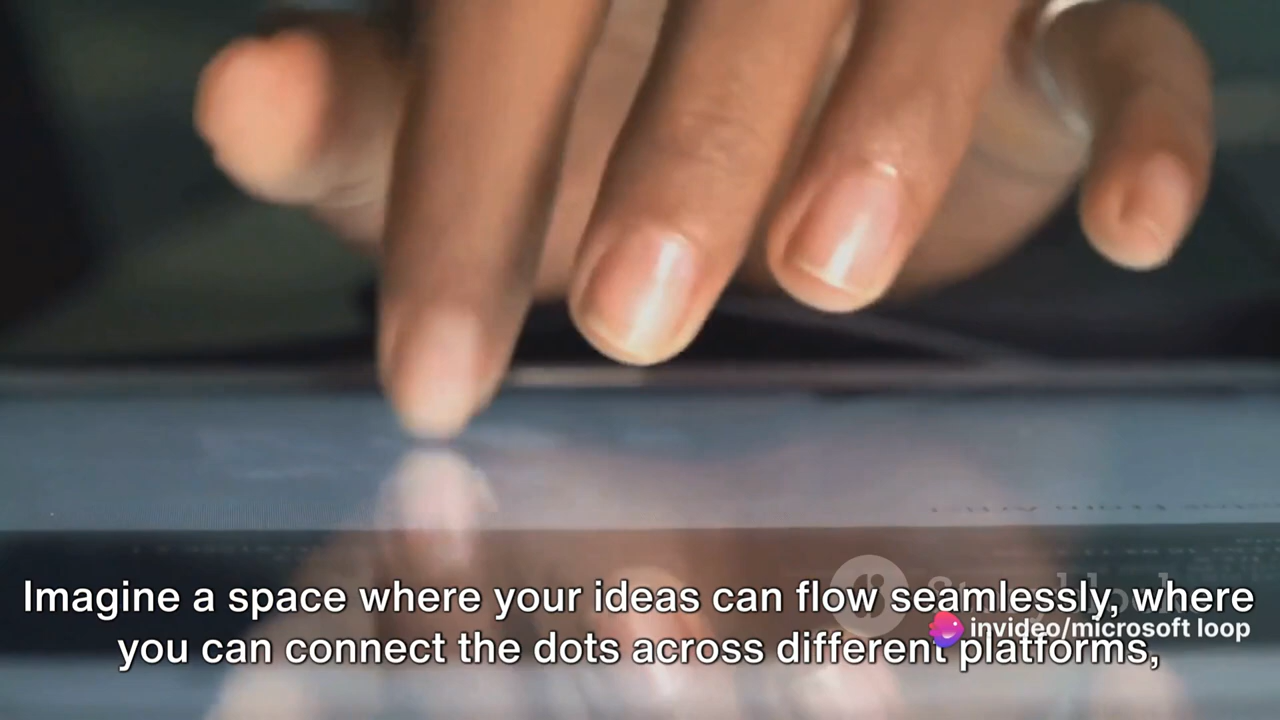 Imagine a space where your ideas can flow seamlessly, where
you can connect the dots across different platforms,
invideo/microsoft loop